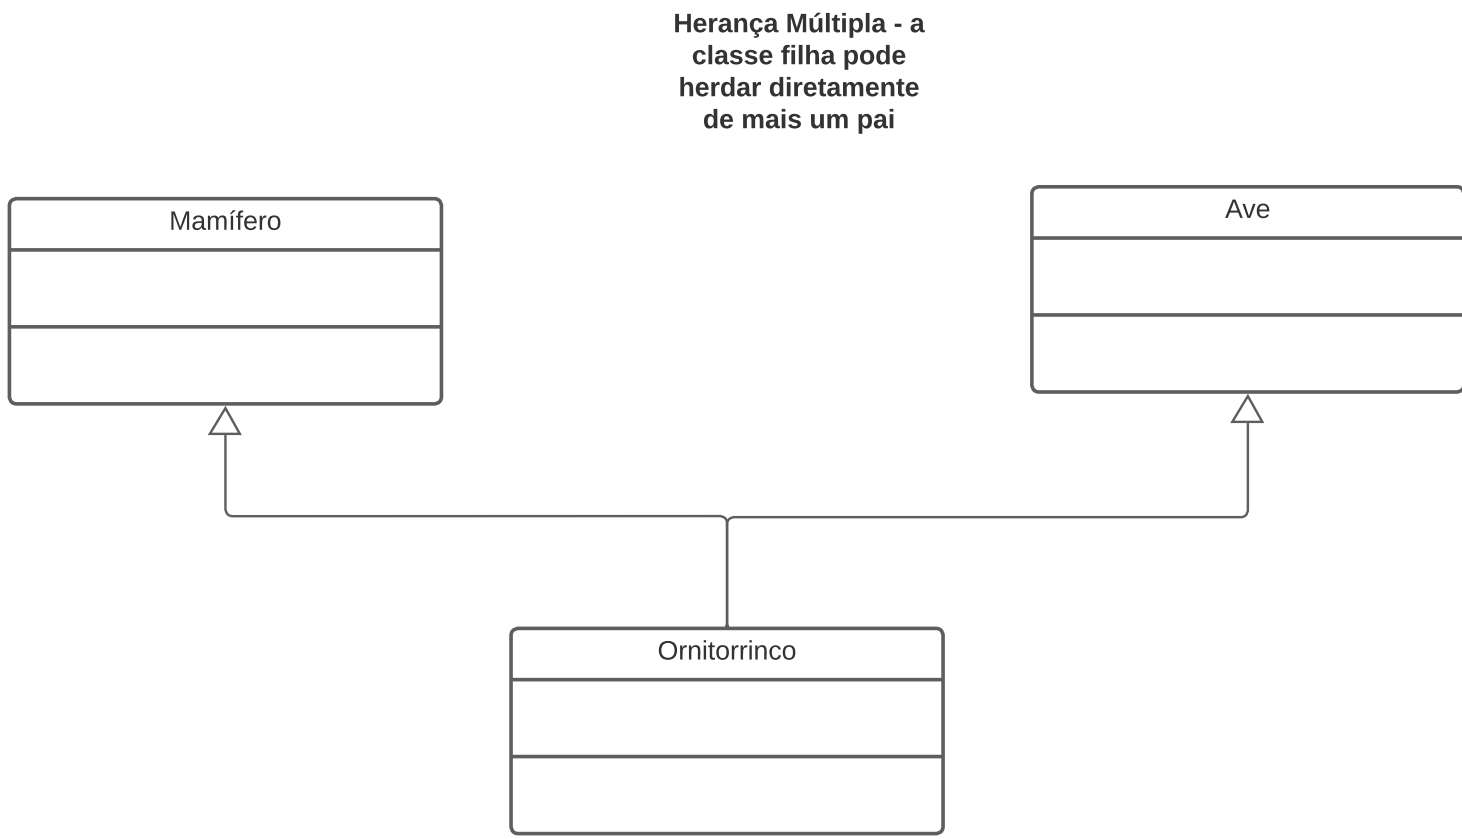 Herança Múltipla - a
classe filha pode
herdar diretamente
de mais um pai
Mamífero
Ave
Ornitorrinco